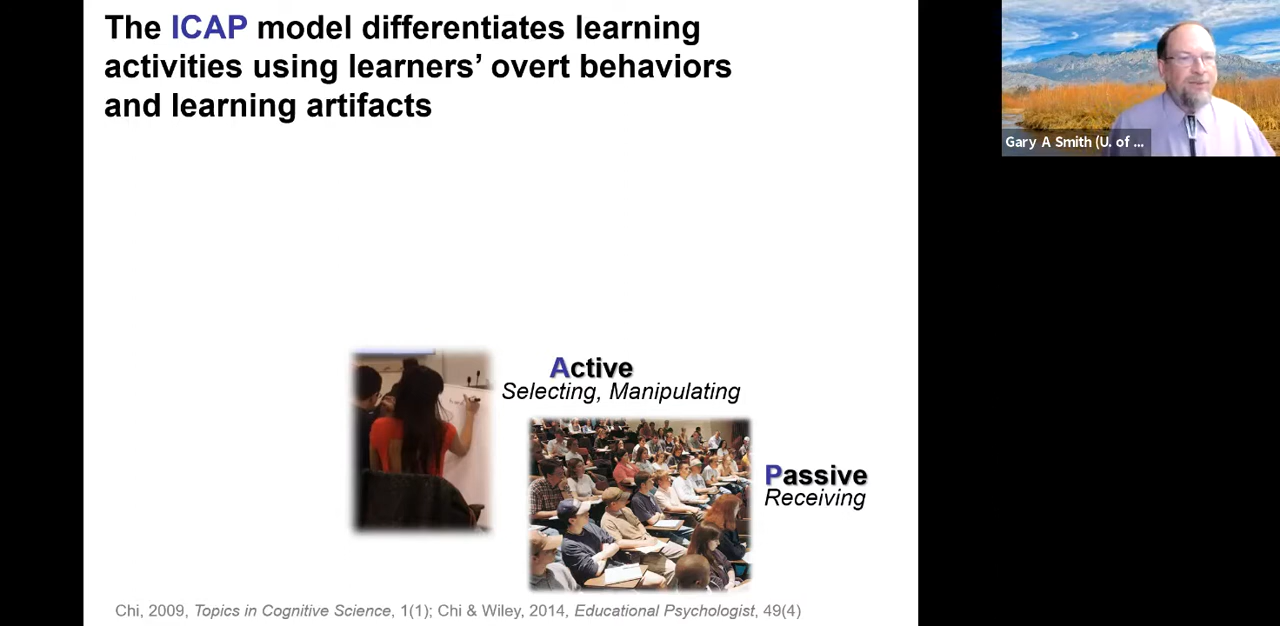 The ICAP model differentiates learning
activities using learners’ overt behaviors
and learning artifacts
Gary A Smith (U. of ...
Active
Selecting, Manipulating
Passive
Receiving
Chi, 2009, Topics in Cognitive Science, 1(1); Chi & Wiley, 2014, Educational Psychologist, 49(4)